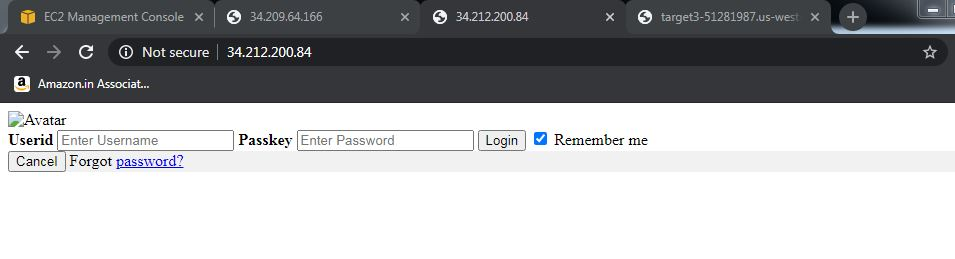 EC2 Management Console
34.209.64.166
34.212.200.84
target3-51281987.us-west
Not secure
34.212.200.84
Amazon.in Associat...
Avatar
Userid Enter Username Passkey Enter Password Login Remember me
Cancel Forgot password?